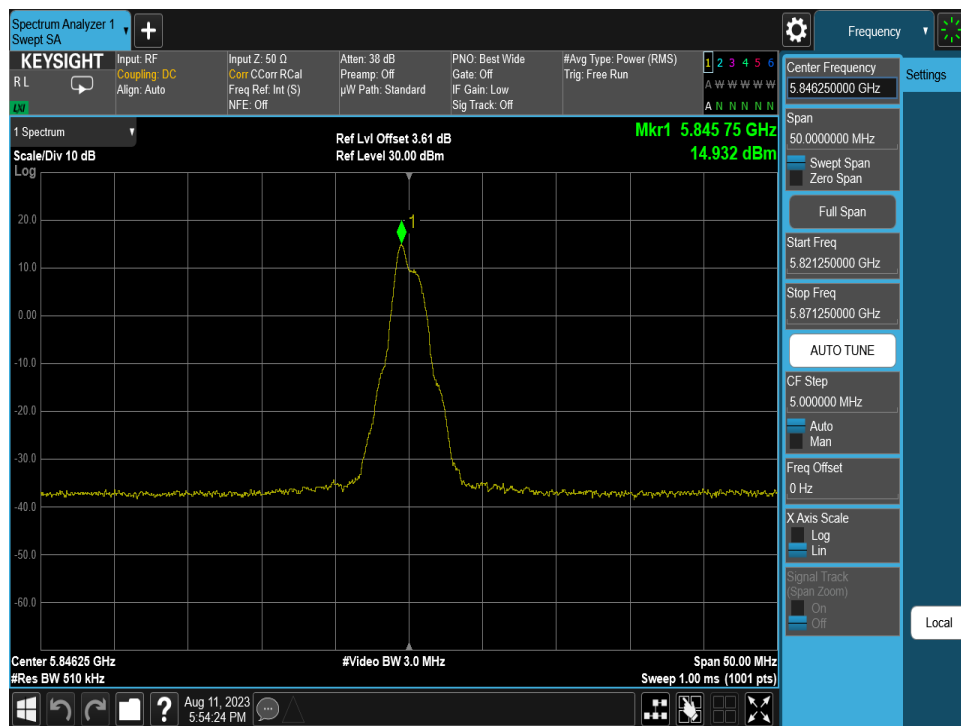 Spectrum Analyzer 1
Swept SA
+
Frequency
KEYSIGHT
R L
LXI
Input: RF
Coupling: DC
Align: Auto
Input Z: 50 Ω
Corr CCorr RCal
Freq Ref: Int (S)
NFE: Off
Atten: 38 dB
Preamp: Off
µW Path: Standard
PNO: Best Wide
Gate: Off
IF Gain: Low
Sig Track: Off
#Avg Type: Power (RMS)
Trig: Free Run
1 2 3 4 5 6
A W W W W W
A N N N N N
1 Spectrum
Scale/Div 10 dB
Log
Ref Lvl Offset 3.61 dB
Ref Level 30.00 dBm
Mkr1 5.845 75 GHz
14.932 dBm
1
20.0
10.0
0.00
-10.0
-20.0
-30.0
-40.0
-50.0
-60.0
Center 5.84625 GHz
#Res BW 510 kHz
#Video BW 3.0 MHz
Span 50.00 MHz
Sweep 1.00 ms (1001 pts)
Center Frequency
5.846250000 GHz
Settings
Span
50.0000000 MHz
Swept Span
Zero Span
Full Span
Start Freq
5.821250000 GHz
Stop Freq
5.871250000 GHz
AUTO TUNE
CF Step
5.000000 MHz
Auto
Man
Freq Offset
0 Hz
X Axis Scale
Log
Lin
Signal Track
(Span Zoom)
On
Off
Local
?
Aug 11, 2023
5:54:24 PM